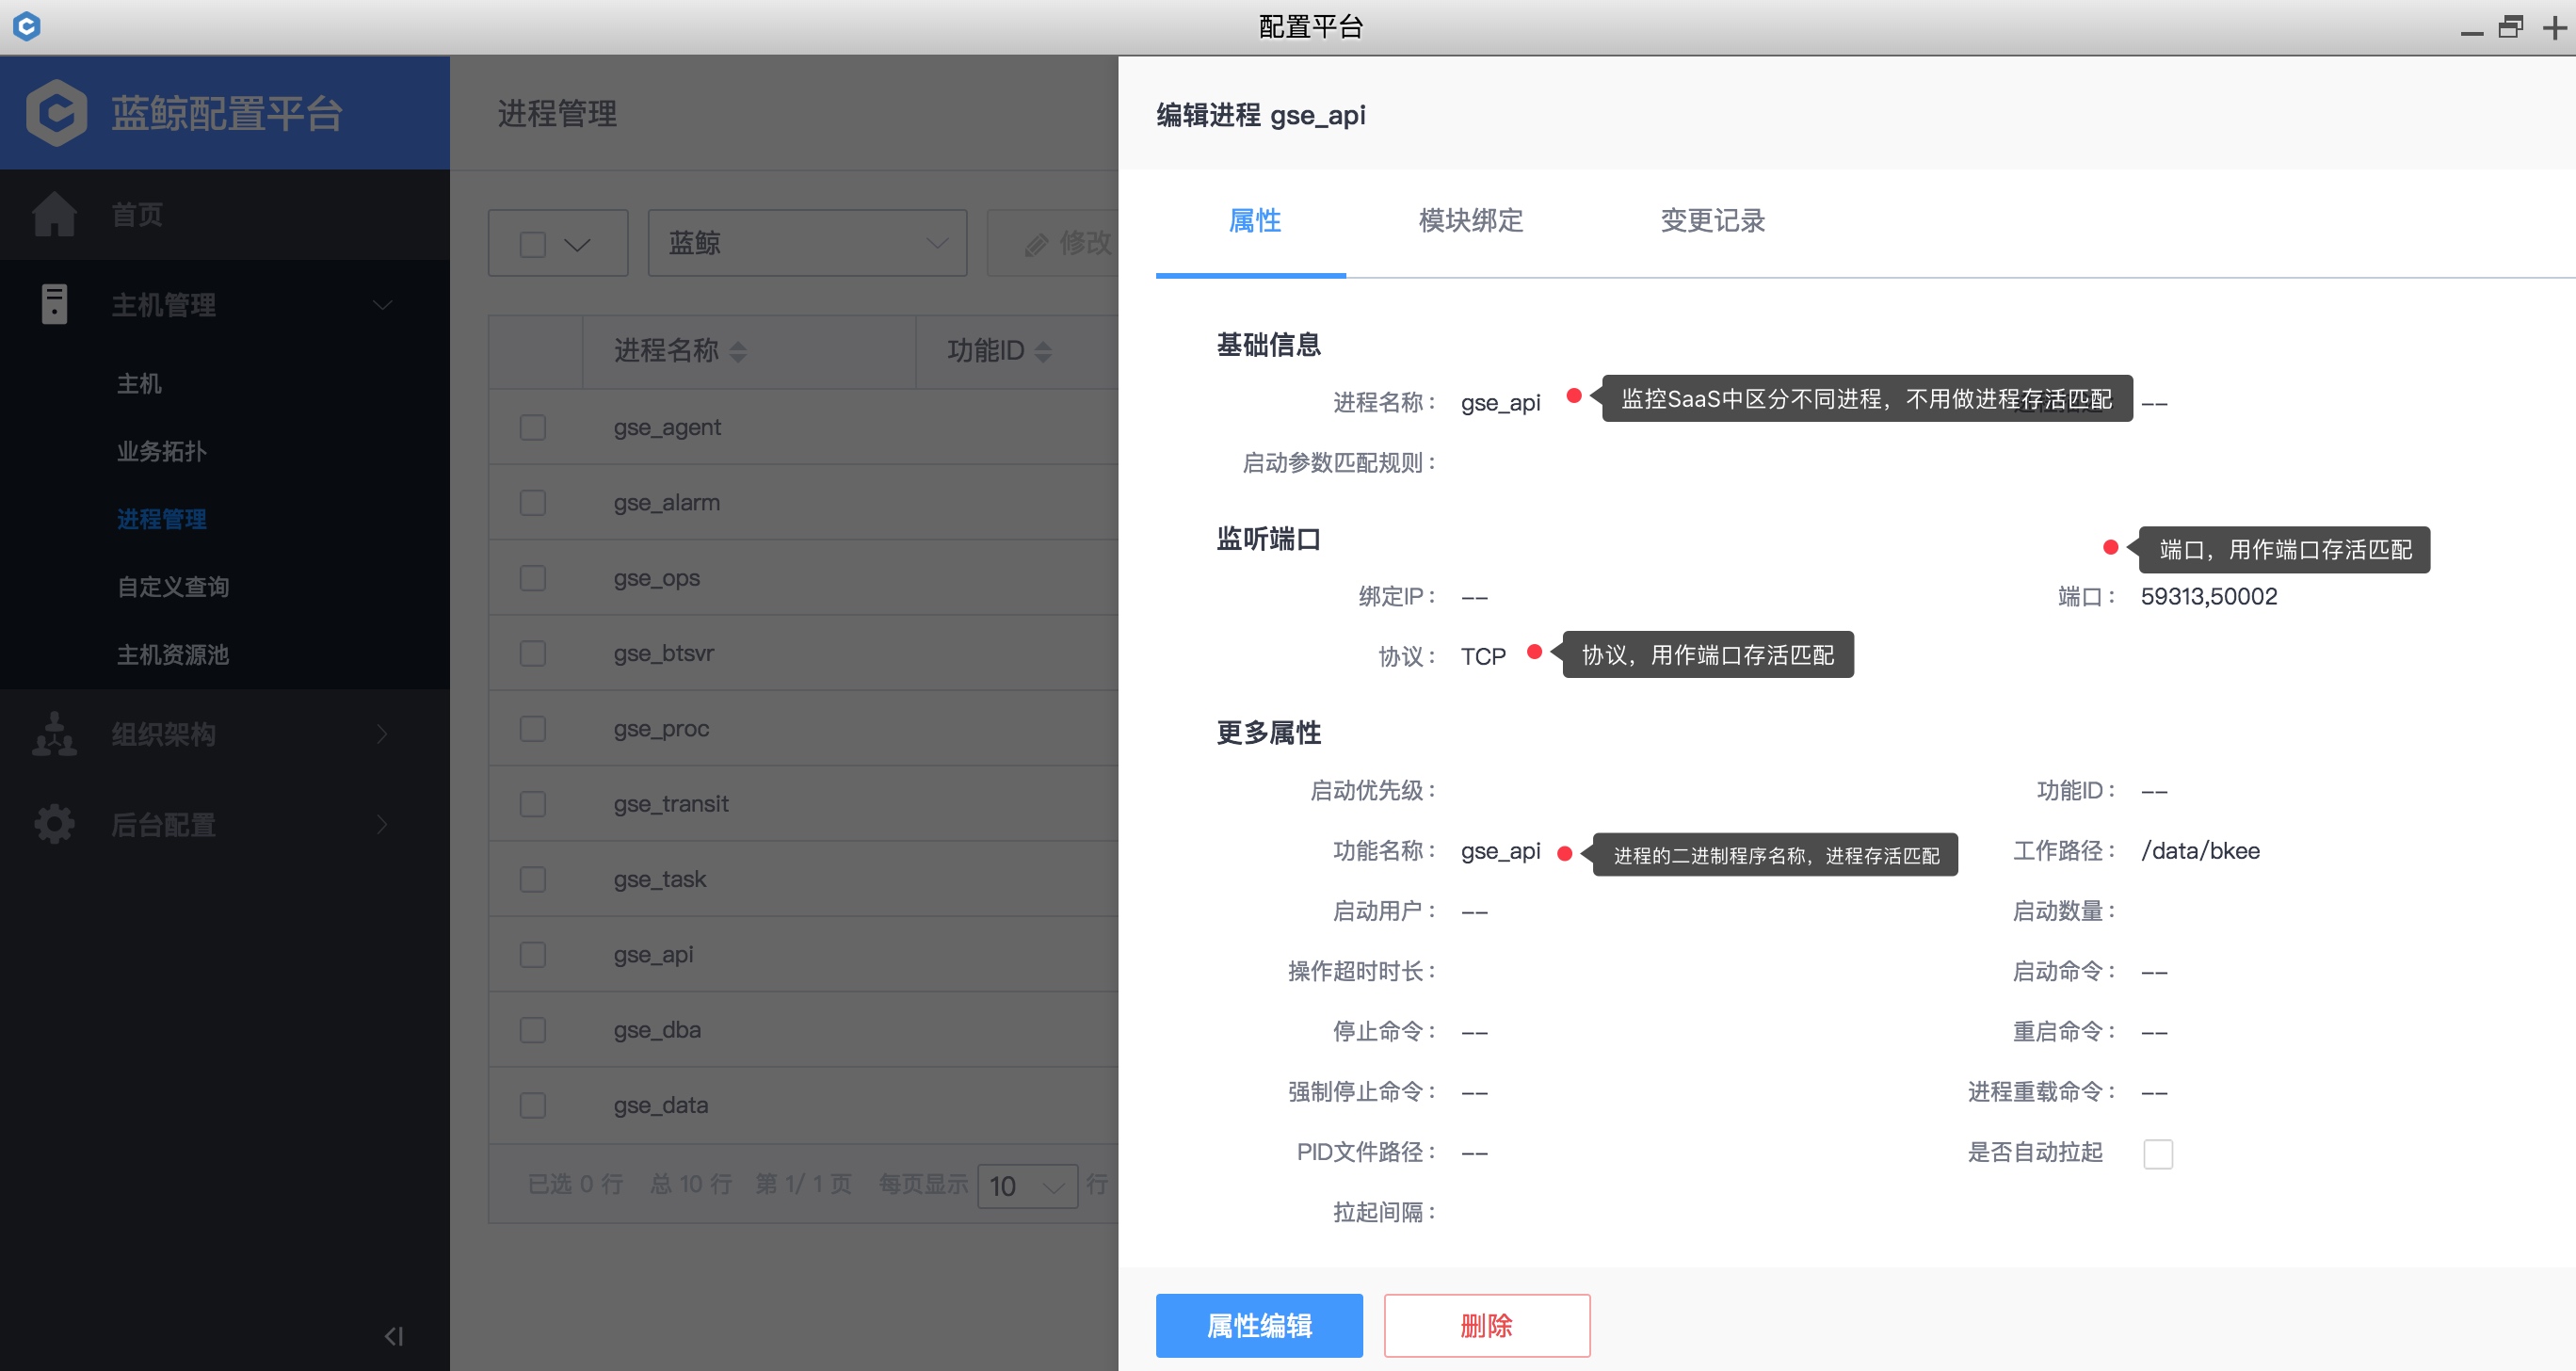 配置平台
蓝鲸配置平台
首页
主机管理
主机
业务拓扑
进程管理
自定义查询
主机资源池
组织架构
后台配置
进程管理
蓝鲸
修改
进程名称 功能ID
gse_agent
gse_alarm
gse_ops
gse_btsvr
gse_proc
gse_transit
gse_task
gse_api
gse_dba
gse_data
已选 0 行 总 10 行 第 1/ 1 页 每页显示 10 行
编辑进程 gse_api
属性 模块绑定 变更记录
基础信息
进程名称： gse_api 监控SaaS中区分不同进程，不用做进程存活匹配 --
启动参数匹配规则：
监听端口
端口，用作端口存活匹配
绑定IP： -- 端口： 59313,50002
协议： TCP 协议，用作端口存活匹配
更多属性
启动优先级： 功能ID： --
功能名称： gse_api 进程的二进制程序名称，进程存活匹配 工作路径： /data/bkee
启动用户： -- 启动数量：
操作超时时长： 启动命令： --
停止命令： -- 重启命令： --
强制停止命令： -- 进程重载命令： --
PID文件路径： -- 是否自动拉起
拉起间隔：
属性编辑 删除